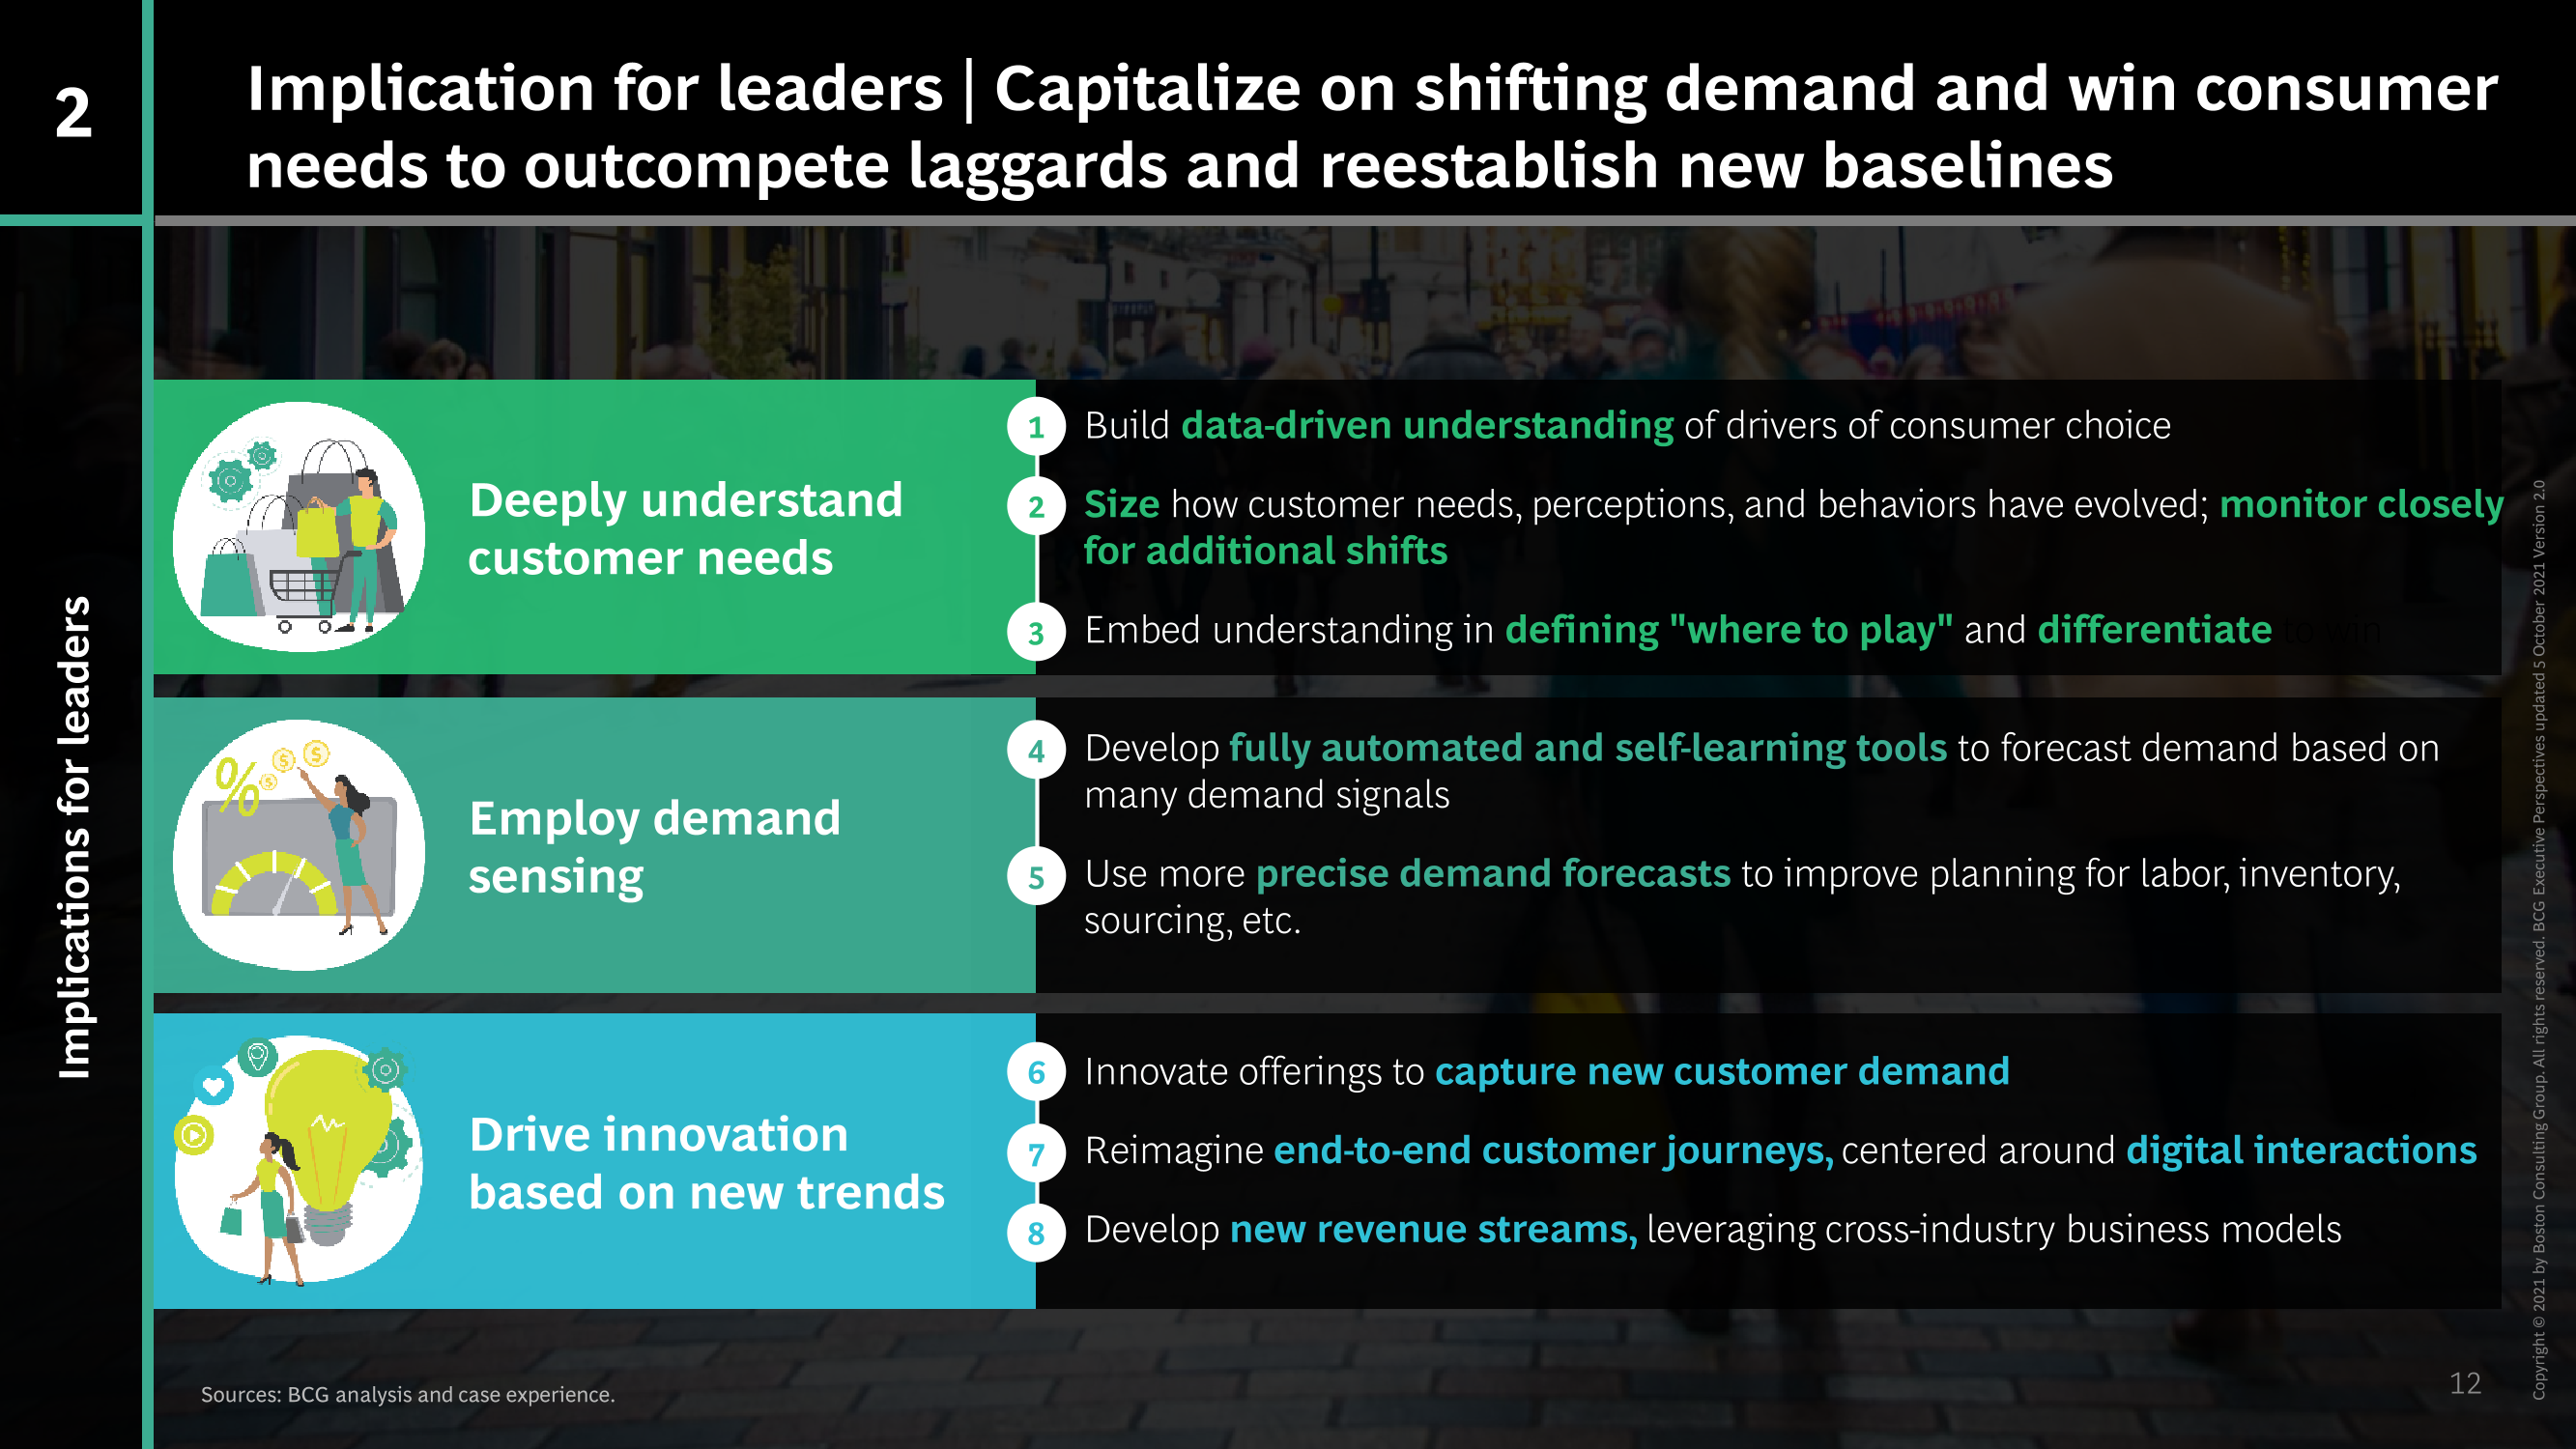 2
Implication for leaders | Capitalize on shifting demand and win consumer
needs to outcompete laggards and reestablish new baselines
Implications for leaders
Deeply understand
customer needs
1 Build data-driven understanding of drivers of consumer choice
2 Size how customer needs, perceptions, and behaviors have evolved; monitor closely
for additional shifts
3 Embed understanding in defining "where to play" and differentiate to win
Employ demand
sensing
4 Develop fully automated and self-learning tools to forecast demand based on
many demand signals
5 Use more precise demand forecasts to improve planning for labor, inventory,
sourcing, etc.
Drive innovation
based on new trends
6 Innovate offerings to capture new customer demand
7 Reimagine end-to-end customer journeys, centered around digital interactions
8 Develop new revenue streams, leveraging cross-industry business models
%
$
$
$
Sources: BCG analysis and case experience.
12
Copyright © 2021 by Boston Consulting Group. All rights reserved. BCG Executive Perspectives updated 5 October 2021 Version 2.0